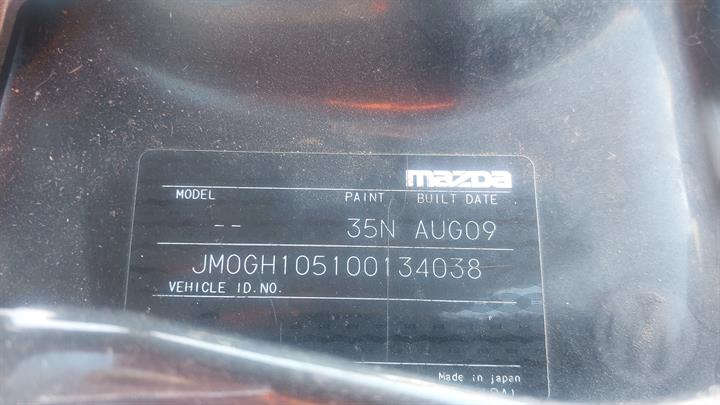 mazda
MODEL PAINT BUILT DATE
-- 35N AUG09
JM0GH105100134038
VEHICLE ID.NO.
Made in japan